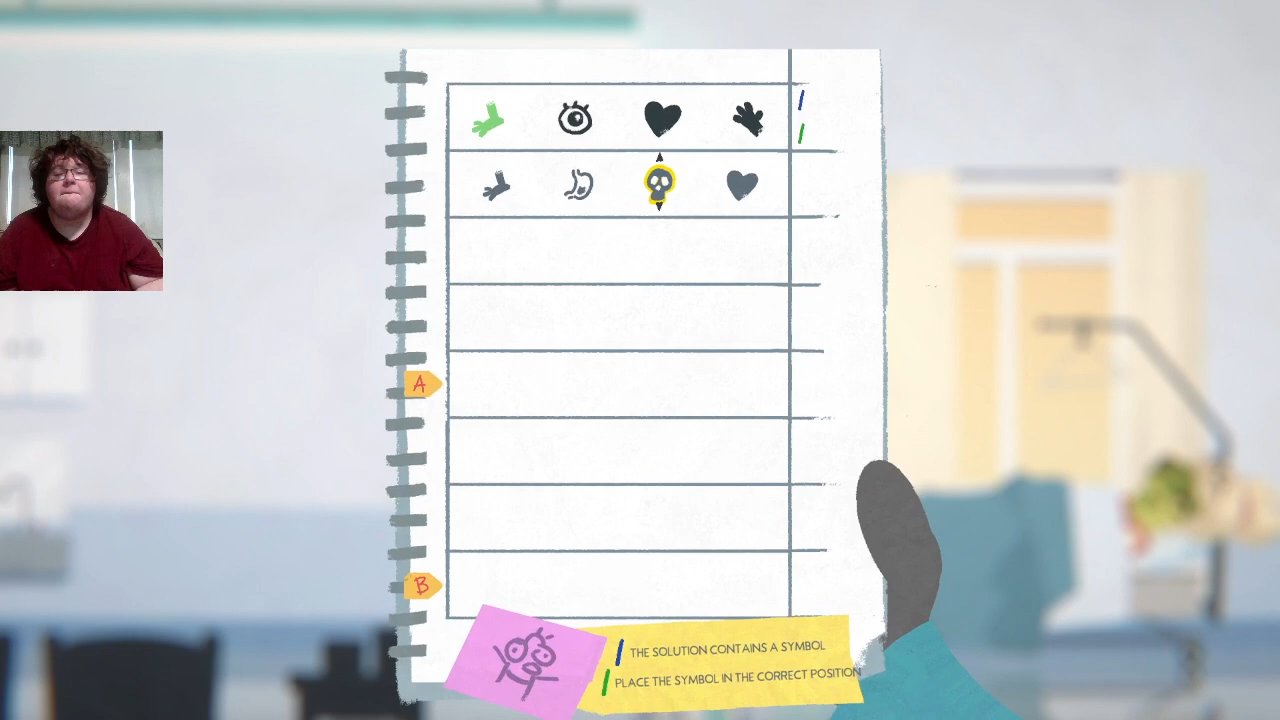 A
B
THE SOLUTION CONTAINS A SYMBOL
PLACE THE SYMBOL IN THE CORRECT POSITION